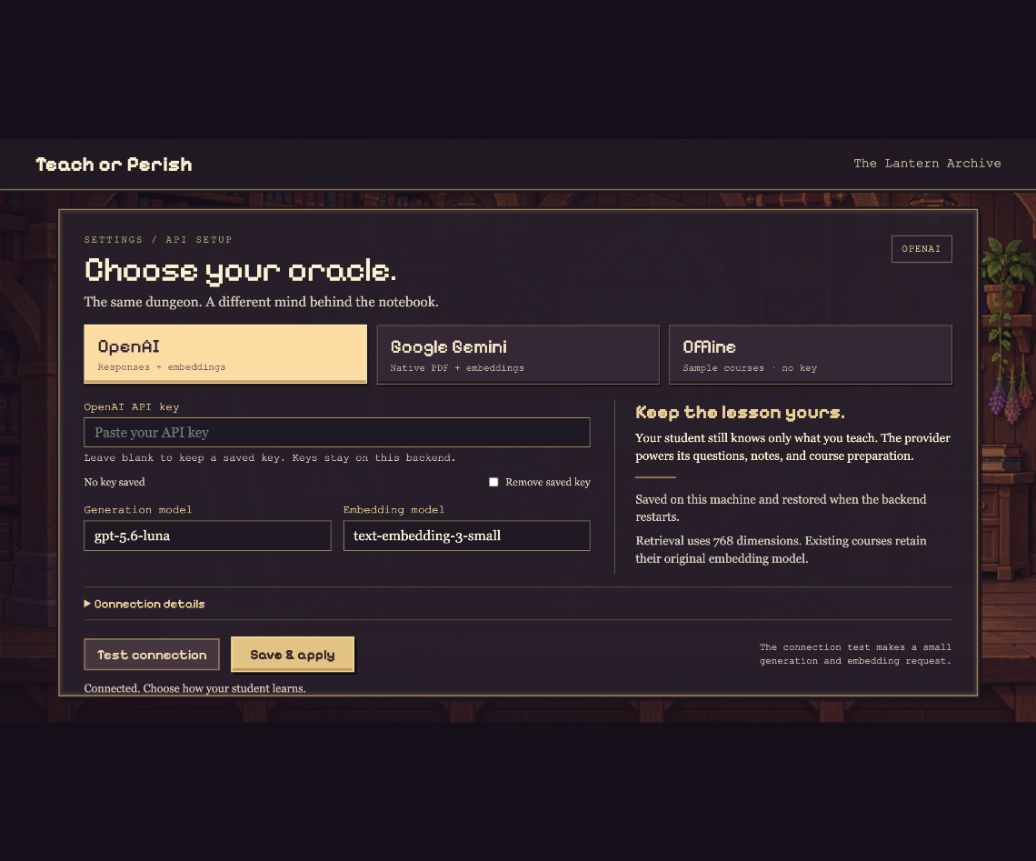 Teach or Perish
The Lantern Archive
SETTINGS / API SETUP
OPENAI
Choose your oracle.
The same dungeon. A different mind behind the notebook.
OpenAI
Responses + embeddings
Google Gemini
Native PDF + embeddings
Offline
Sample courses · no key
OpenAI API key
Paste your API key
Leave blank to keep a saved key. Keys stay on this backend.
No key saved
Remove saved key
Generation model
gpt-5.6-luna
Embedding model
text-embedding-3-small
Keep the lesson yours.
Your student still knows only what you teach. The provider
powers its questions, notes, and course preparation.
Saved on this machine and restored when the backend
restarts.
Retrieval uses 768 dimensions. Existing courses retain
their original embedding model.
Connection details
Test connection
Save & apply
The connection test makes a small
generation and embedding request.
Connected. Choose how your student learns.